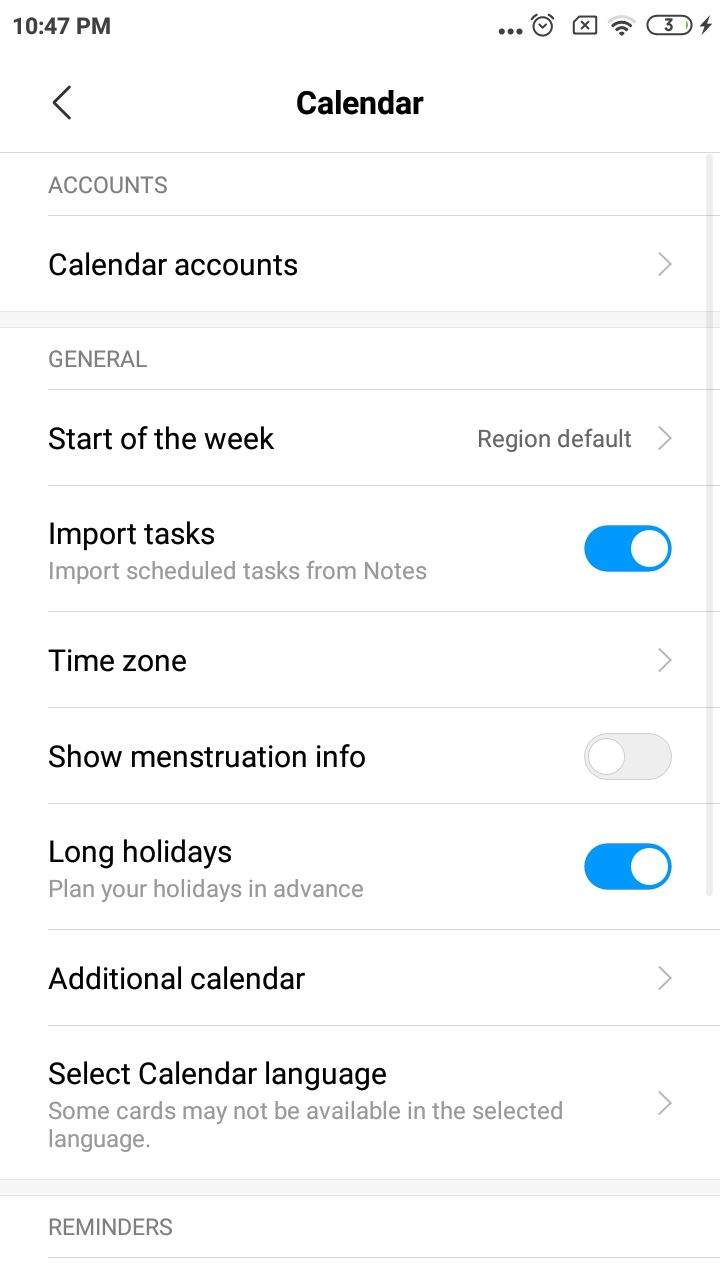 10:47 PM
3
Calendar
ACCOUNTS
Calendar accounts
GENERAL
Start of the week
Region default
Import tasks
Import scheduled tasks from Notes
Time zone
Show menstruation info
Long holidays
Plan your holidays in advance
Additional calendar
Select Calendar language
Some cards may not be available in the selected
language.
REMINDERS